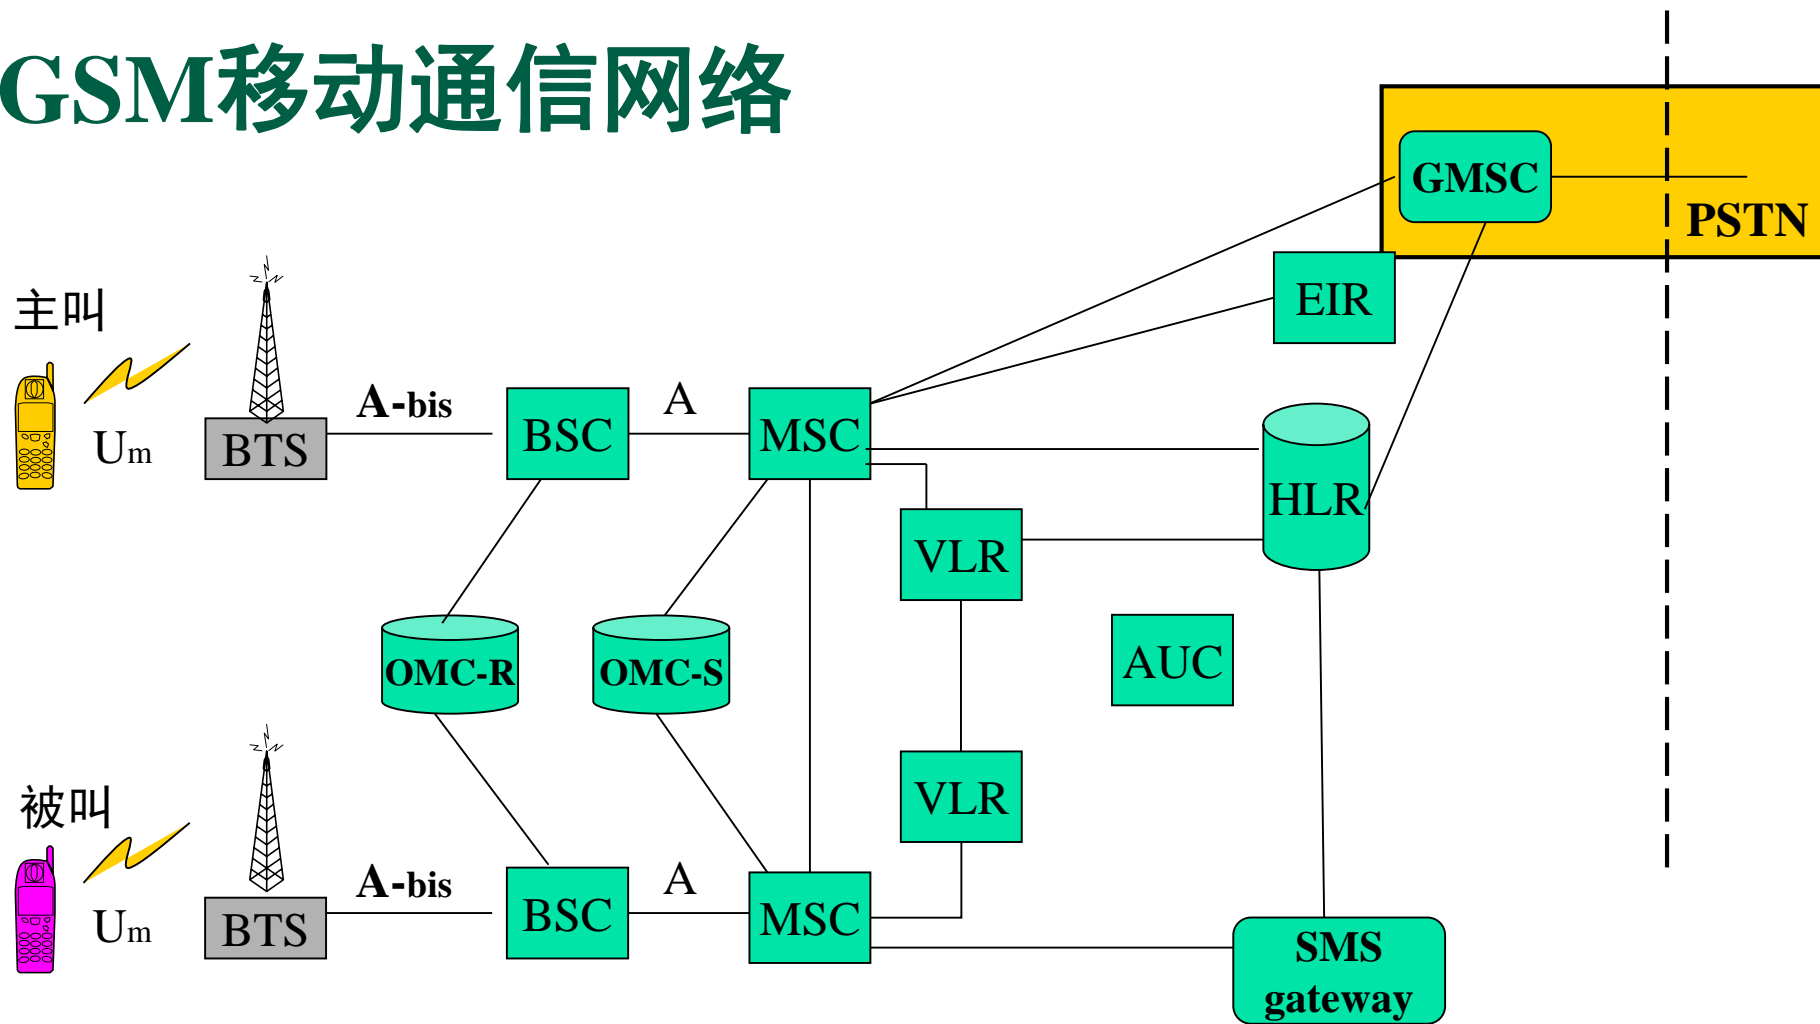 GSM移动通信网络
GMSC
PSTN
EIR
主叫
Um
BTS
A-bis
BSC
A
MSC
HLR
VLR
OMC-R
OMC-S
AUC
VLR
被叫
Um
BTS
A-bis
BSC
A
MSC
SMS
gateway